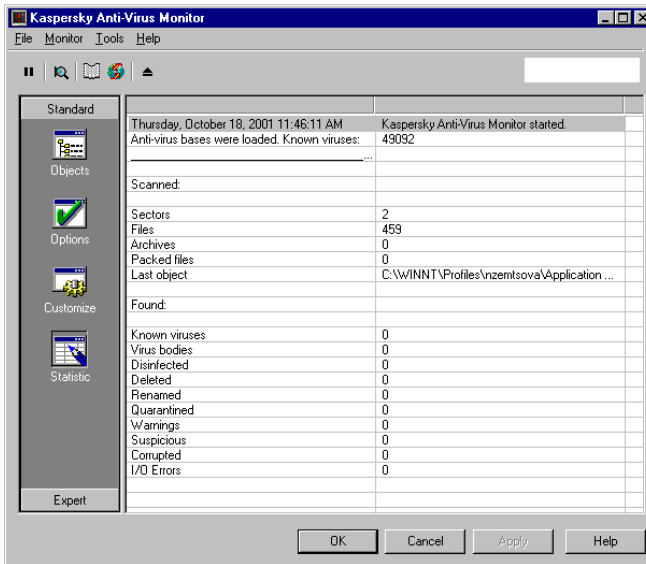 Kaspersky Anti-Virus Monitor
File Monitor Tools Help
Standard
Objects
Options
Customize
Statistic
Expert
Thursday, October 18, 2001 11:46:11 AM Kaspersky Anti-Virus Monitor started.
Anti-virus bases were loaded. Known viruses: 49092
...
Scanned:
Sectors 2
Files 459
Archives 0
Packed files 0
Last object C:\WINNT\Profiles\nzemtsova\Application ...
Found:
Known viruses 0
Virus bodies 0
Disinfected 0
Deleted 0
Renamed 0
Quarantined 0
Warnings 0
Suspicious 0
Corrupted 0
I/O Errors 0
OK Cancel Apply Help